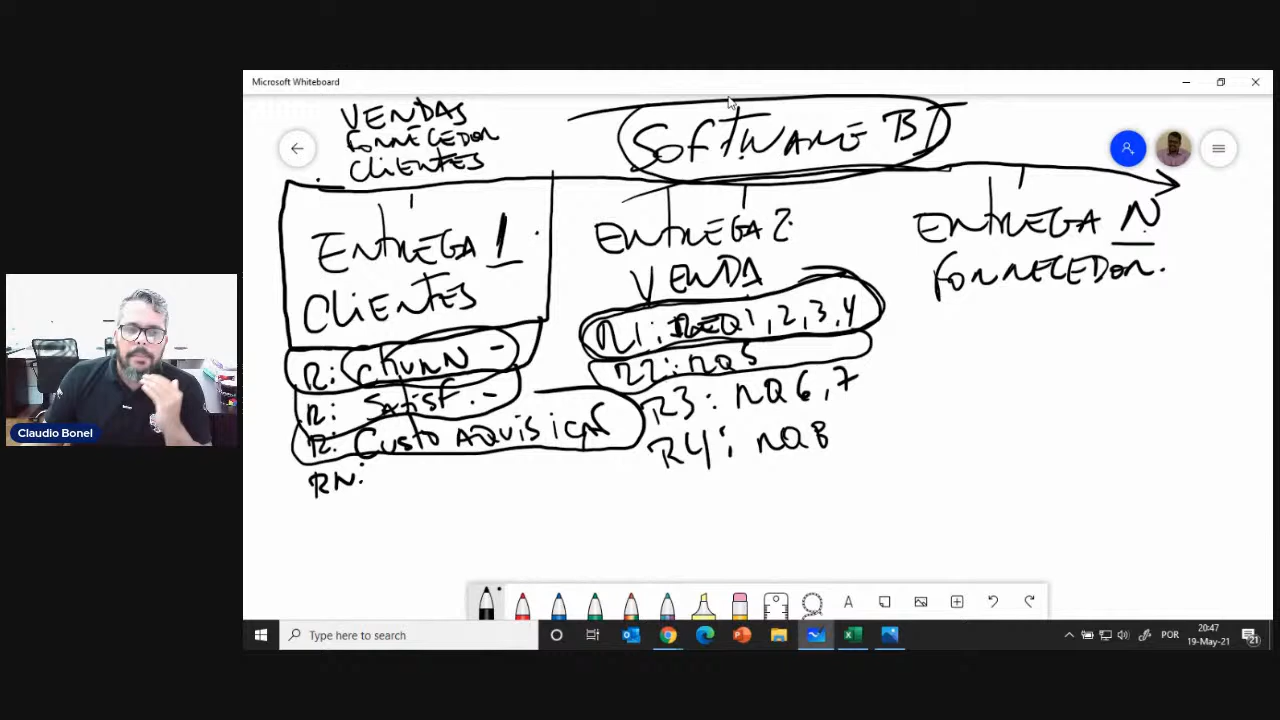 Microsoft Whiteboard
VENDAS
FORNECEDOR
CLIENTES
SOFTWARE BI
ENTREGA 1
CLIENTES
R: CHURN -
R: SATISF. -
R: CUSTO AQUISIÇÃO
RN:
ENTREGA 2
VENDA
R1: REQ 1, 2, 3, 4
R2: RQ 5
R3: RQ 6, 7
R4: RQ 8
ENTREGA N
FORNECEDOR.
Claudio Bonel
A
Type here to search
POR
20:47
19-May-21
21